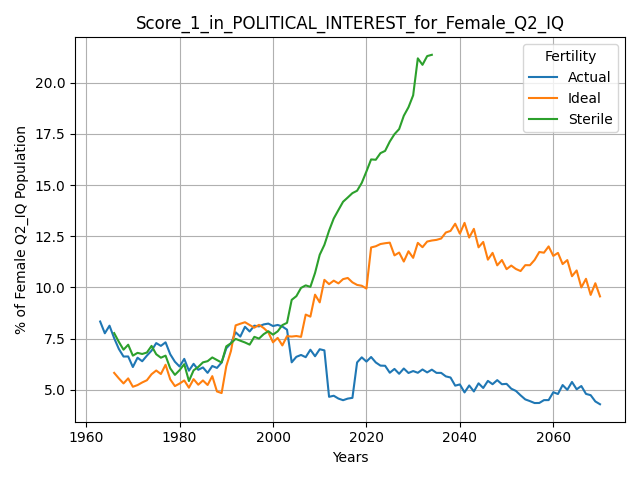 Score_1_in_POLITICAL_INTEREST_for_Female_Q2_IQ
Fertility
Actual
Ideal
Sterile
% of Female Q2_IQ Population
20.0
17.5
15.0
12.5
10.0
7.5
5.0
1960 1980 2000 2020 2040 2060
Years